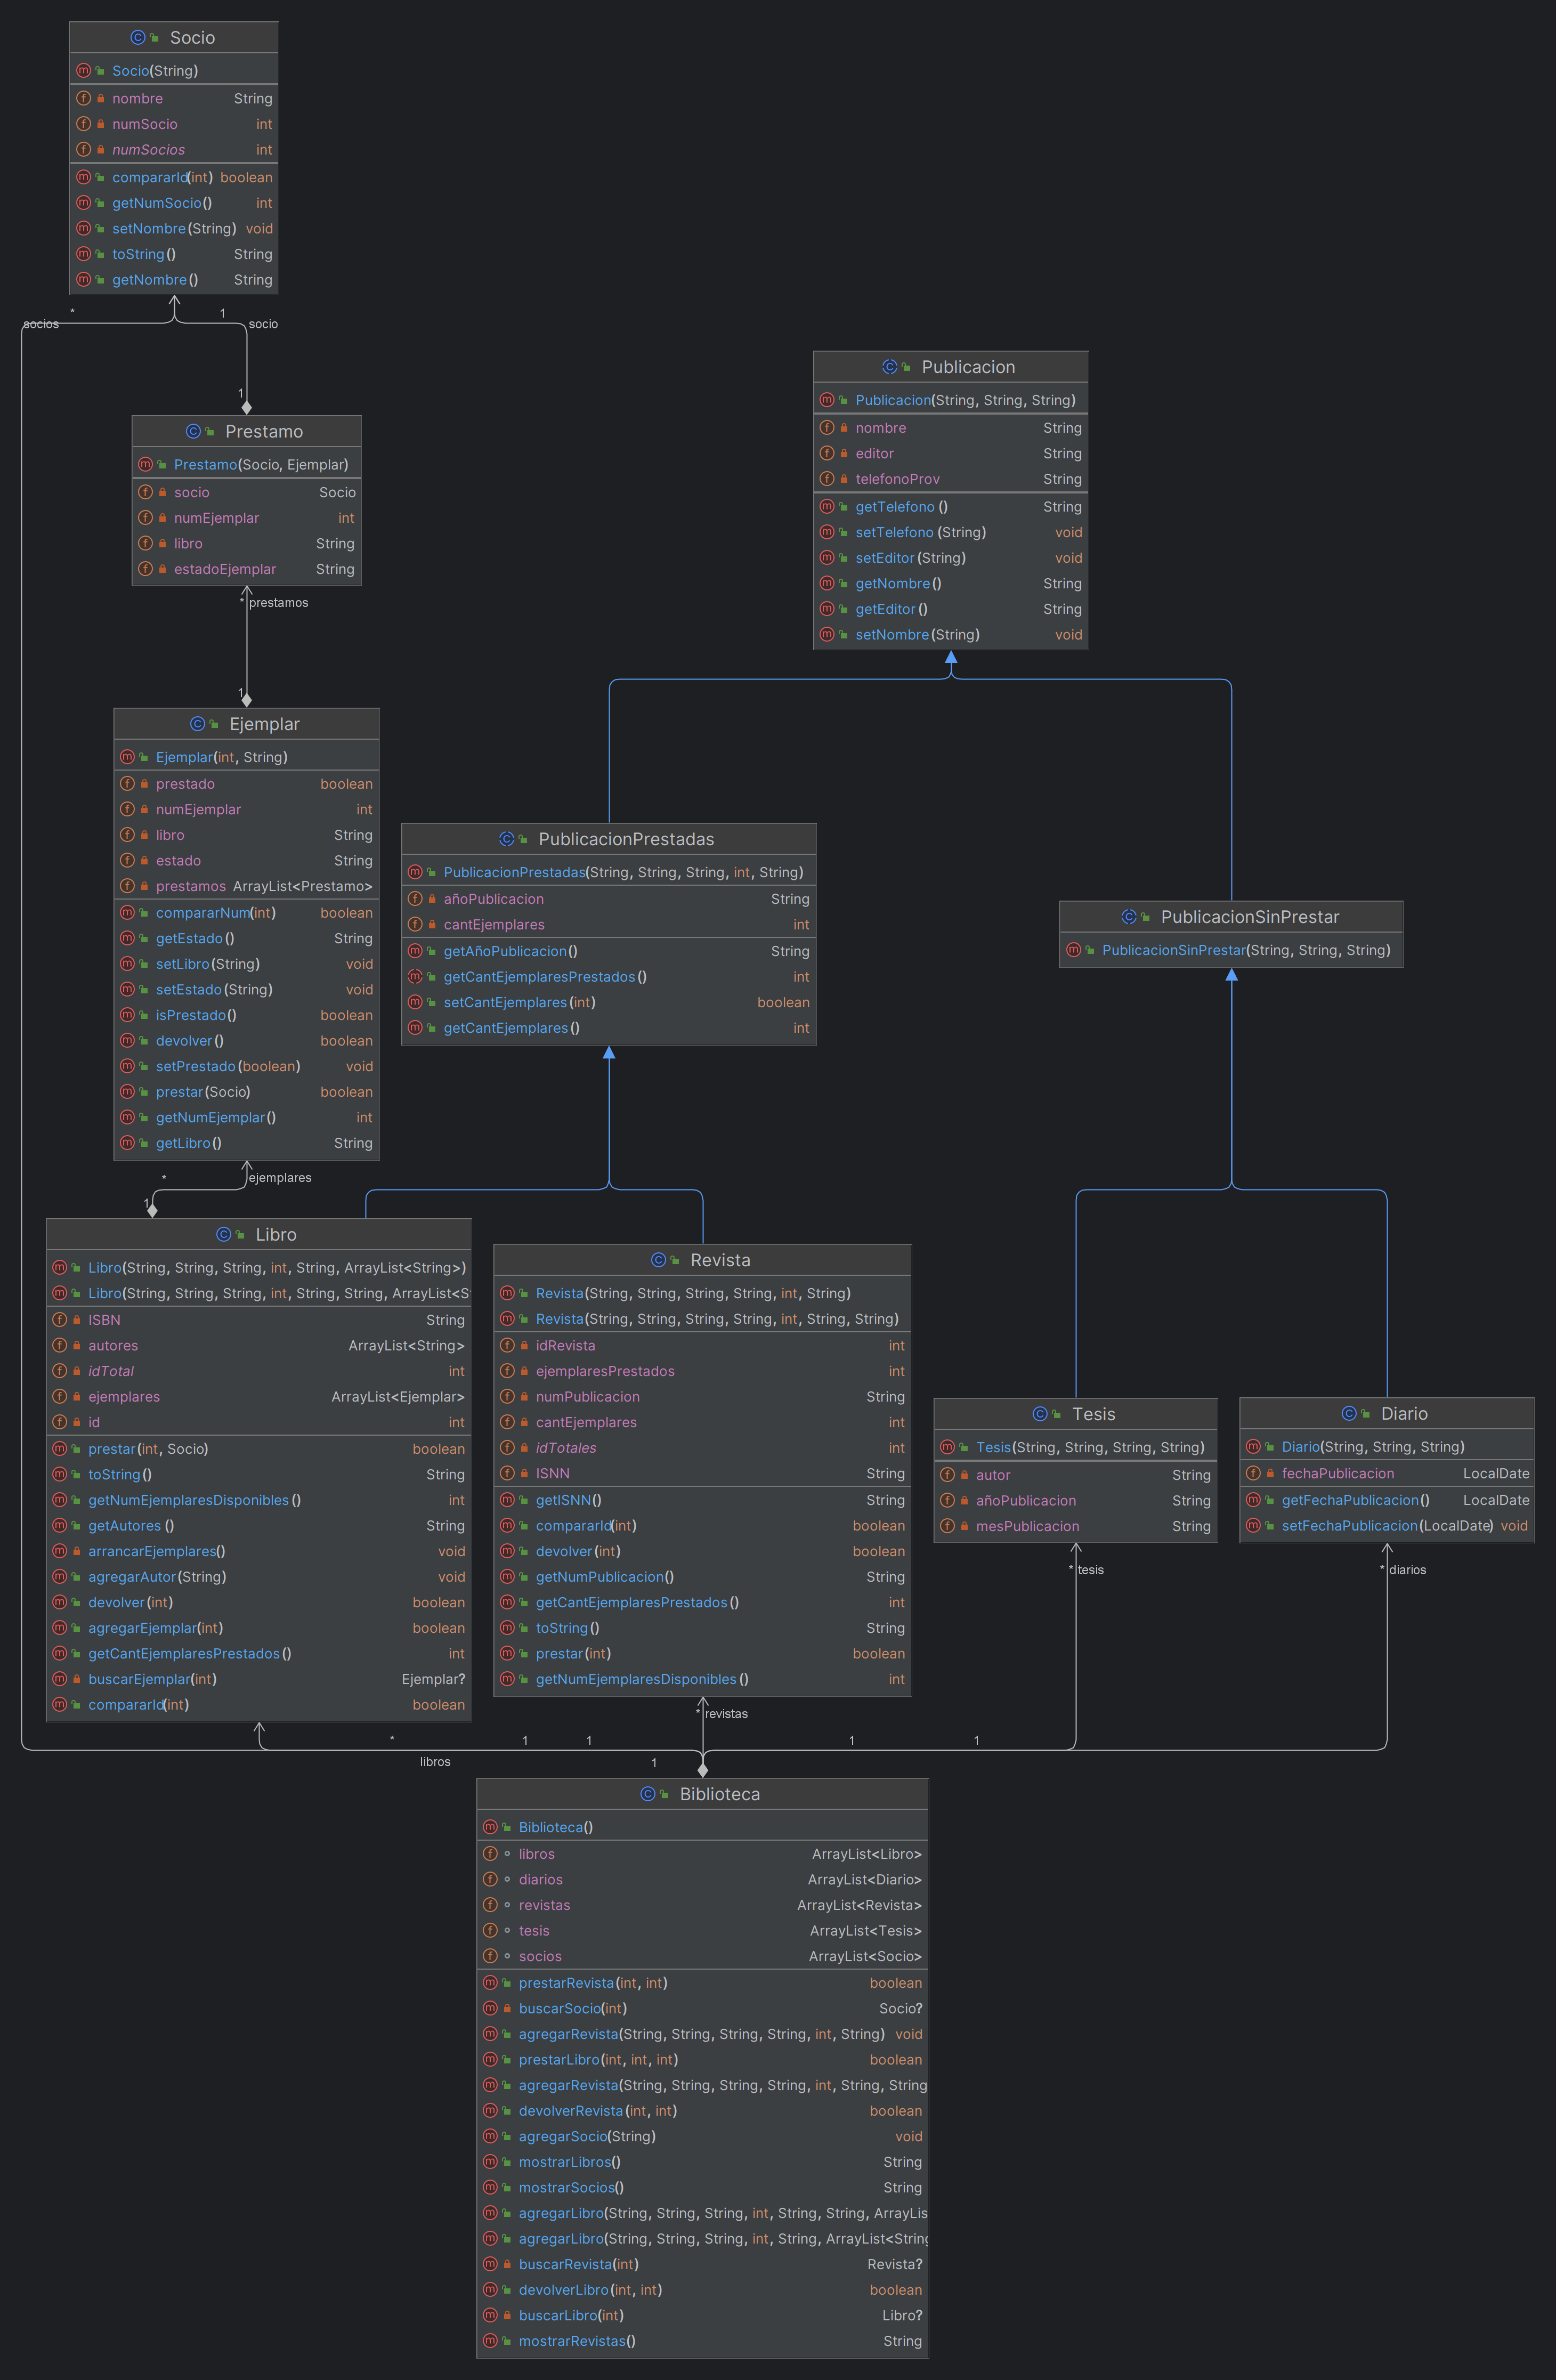 Socio
Socio(String)
nombre String
numSocio int
numSocios int
compararId(int) boolean
getNumSocio() int
setNombre(String) void
toString() String
getNombre() String
* 1
socios socio
1
Prestamo
Prestamo(Socio, Ejemplar)
socio Socio
numEjemplar int
libro String
estadoEjemplar String
* prestamos
1
Publicacion
Publicacion(String, String, String)
nombre String
editor String
telefonoProv String
getTelefono() String
setTelefono(String) void
setEditor(String) void
getNombre() String
getEditor() String
setNombre(String) void
Ejemplar
Ejemplar(int, String)
prestado boolean
numEjemplar int
libro String
estado String
prestamos ArrayList<Prestamo>
compararNum(int) boolean
getEstado() String
setLibro(String) void
setEstado(String) void
isPrestado() boolean
devolver() boolean
setPrestado(boolean) void
prestar(Socio) boolean
getNumEjemplar() int
getLibro() String
* ejemplares
1
PublicacionPrestadas
PublicacionPrestadas(String, String, String, int, String)
añoPublicacion String
cantEjemplares int
getAñoPublicacion() String
getCantEjemplaresPrestados() int
setCantEjemplares(int) boolean
getCantEjemplares() int
PublicacionSinPrestar
PublicacionSinPrestar(String, String, String)
Libro
Libro(String, String, String, int, String, ArrayList<String>)
Libro(String, String, String, int, String, String, ArrayList<S
ISBN String
autores ArrayList<String>
idTotal int
ejemplares ArrayList<Ejemplar>
id int
prestar(int, Socio) boolean
toString() String
getNumEjemplaresDisponibles() int
getAutores() String
arrancarEjemplares() void
agregarAutor(String) void
devolver(int) boolean
agregarEjemplar(int) boolean
getCantEjemplaresPrestados() int
buscarEjemplar(int) Ejemplar?
compararId(int) boolean
Revista
Revista(String, String, String, String, int, String)
Revista(String, String, String, String, int, String, String)
idRevista int
ejemplaresPrestados int
numPublicacion String
cantEjemplares int
idTotales int
ISNN String
getISNN() String
compararId(int) boolean
devolver(int) boolean
getNumPublicacion() String
getCantEjemplaresPrestados() int
toString() String
prestar(int) boolean
getNumEjemplaresDisponibles() int
Tesis
Tesis(String, String, String, String)
autor String
añoPublicacion String
mesPublicacion String
* tesis
Diario
Diario(String, String, String)
fechaPublicacion LocalDate
getFechaPublicacion() LocalDate
setFechaPublicacion(LocalDate) void
* diarios
* revistas
* 1 1 1 1
libros 1
Biblioteca
Biblioteca()
libros ArrayList<Libro>
diarios ArrayList<Diario>
revistas ArrayList<Revista>
tesis ArrayList<Tesis>
socios ArrayList<Socio>
prestarRevista(int, int) boolean
buscarSocio(int) Socio?
agregarRevista(String, String, String, String, int, String) void
prestarLibro(int, int, int) boolean
agregarRevista(String, String, String, String, int, String, String
devolverRevista(int, int) boolean
agregarSocio(String) void
mostrarLibros() String
mostrarSocios() String
agregarLibro(String, String, String, int, String, String, ArrayLis
agregarLibro(String, String, String, int, String, ArrayList<String
buscarRevista(int) Revista?
devolverLibro(int, int) boolean
buscarLibro(int) Libro?
mostrarRevistas() String